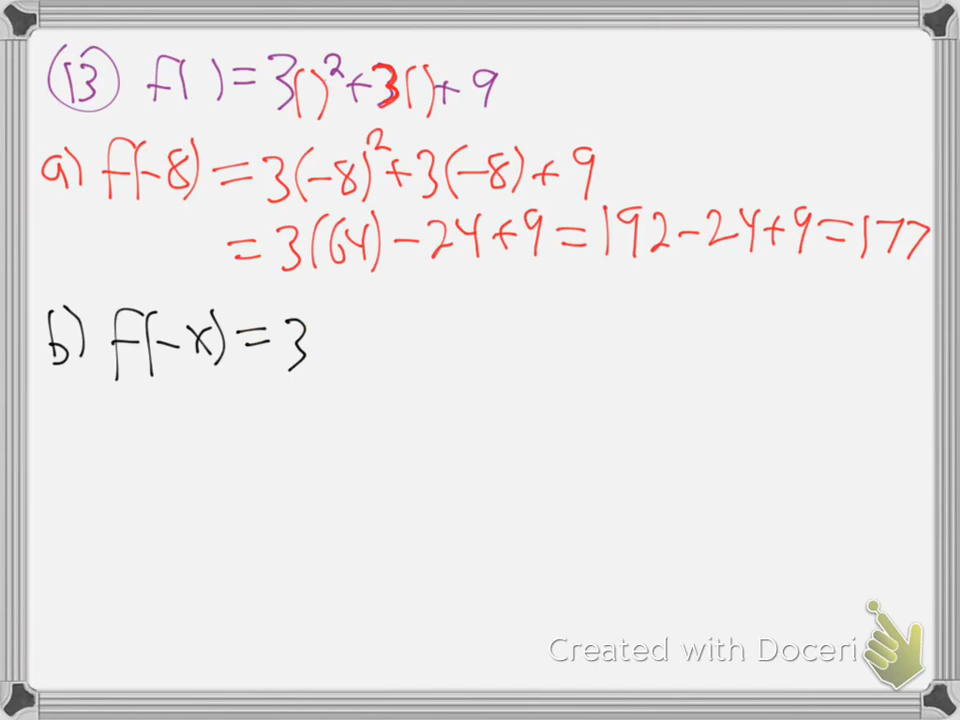 13 f( ) = 3( )² + 3( ) + 9
a) f(-8) = 3(-8)² + 3(-8) + 9
= 3(64) - 24 + 9 = 192 - 24 + 9 = 177
b) f(-x) = 3
Created with Doceri